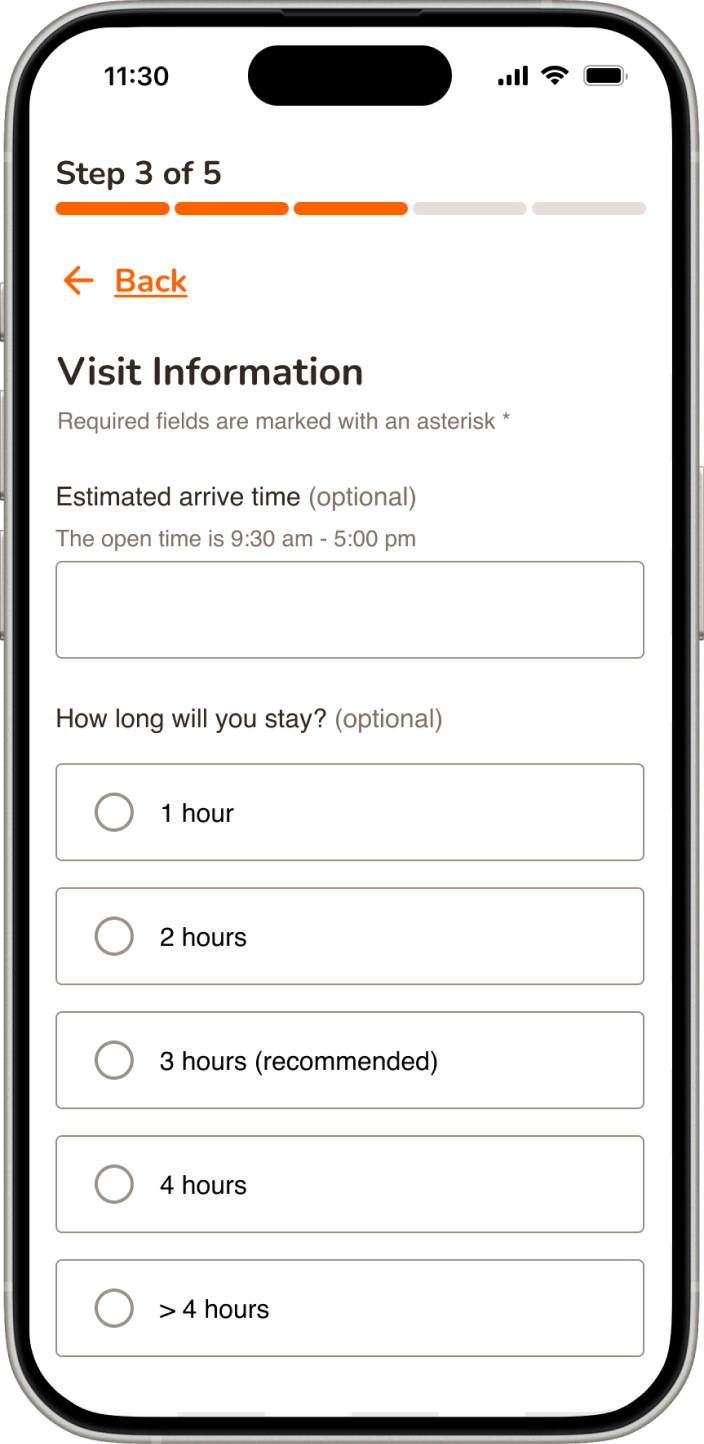 11:30
Step 3 of 5
Back
Visit Information
Required fields are marked with an asterisk *
Estimated arrive time (optional)
The open time is 9:30 am - 5:00 pm
How long will you stay? (optional)
1 hour
2 hours
3 hours (recommended)
4 hours
> 4 hours